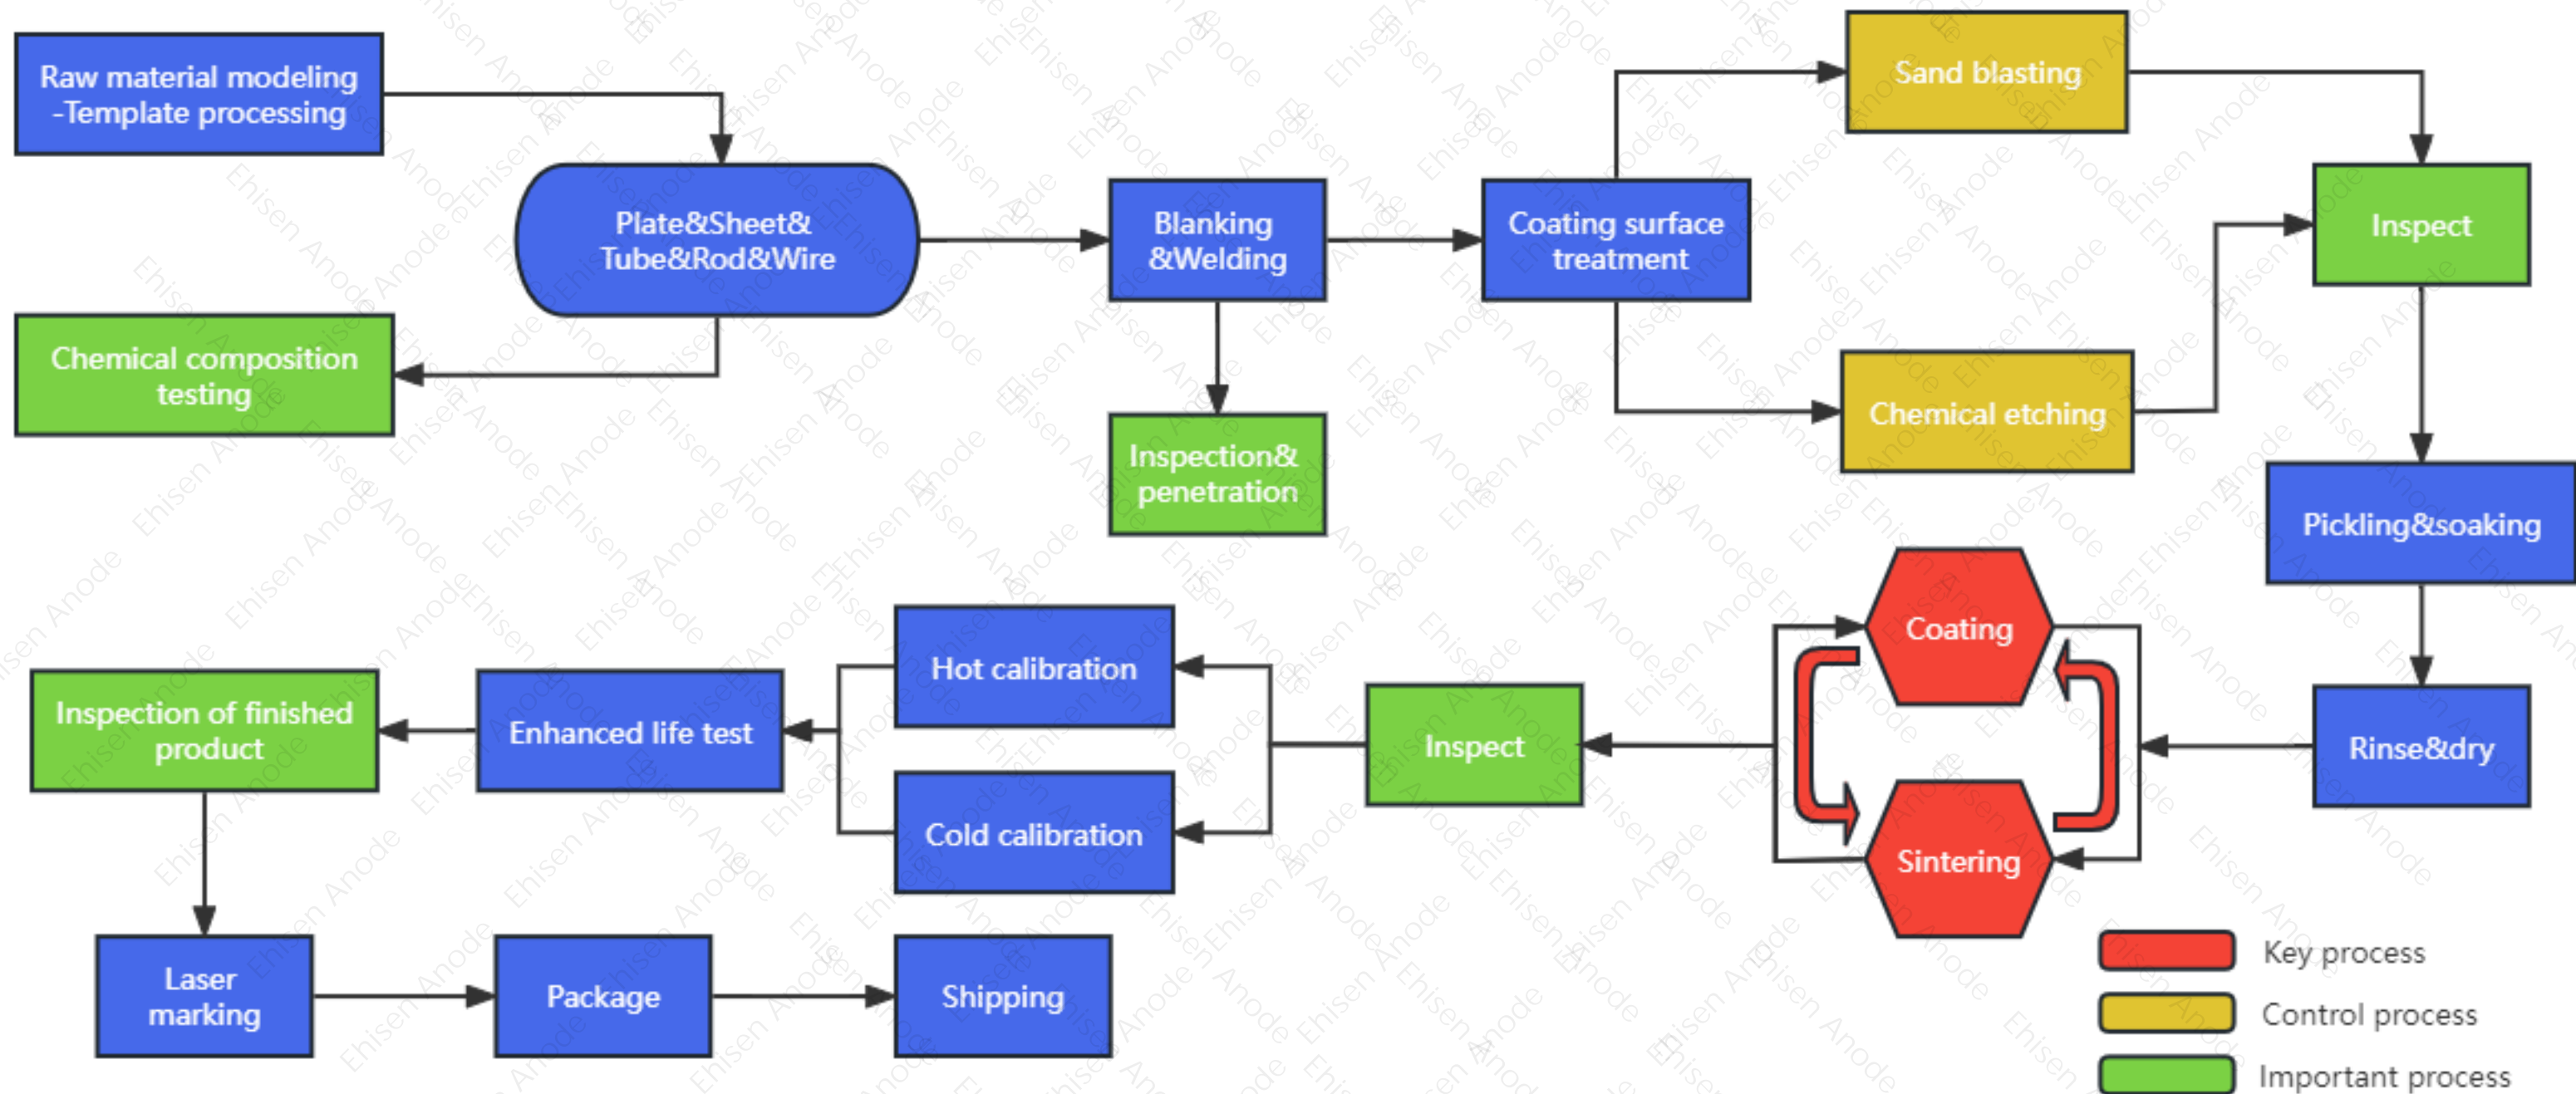 Raw material modeling
-Template processing
Plate&Sheet&
Tube&Rod&Wire
Chemical composition
testing
Blanking
&Welding
Inspection&
penetration
Coating surface
treatment
Sand blasting
Chemical etching
Inspect
Pickling&soaking
Rinse&dry
Coating
Sintering
Inspect
Hot calibration
Cold calibration
Enhanced life test
Inspection of finished
product
Laser
marking
Package
Shipping
Key process
Control process
Important process
Ehisen Anode